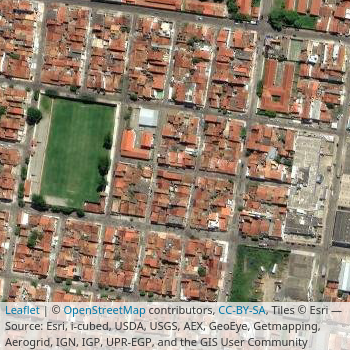 Leaflet | © OpenStreetMap contributors, CC-BY-SA, Tiles © Esri —
Source: Esri, i-cubed, USDA, USGS, AEX, GeoEye, Getmapping,
Aerogrid, IGN, IGP, UPR-EGP, and the GIS User Community